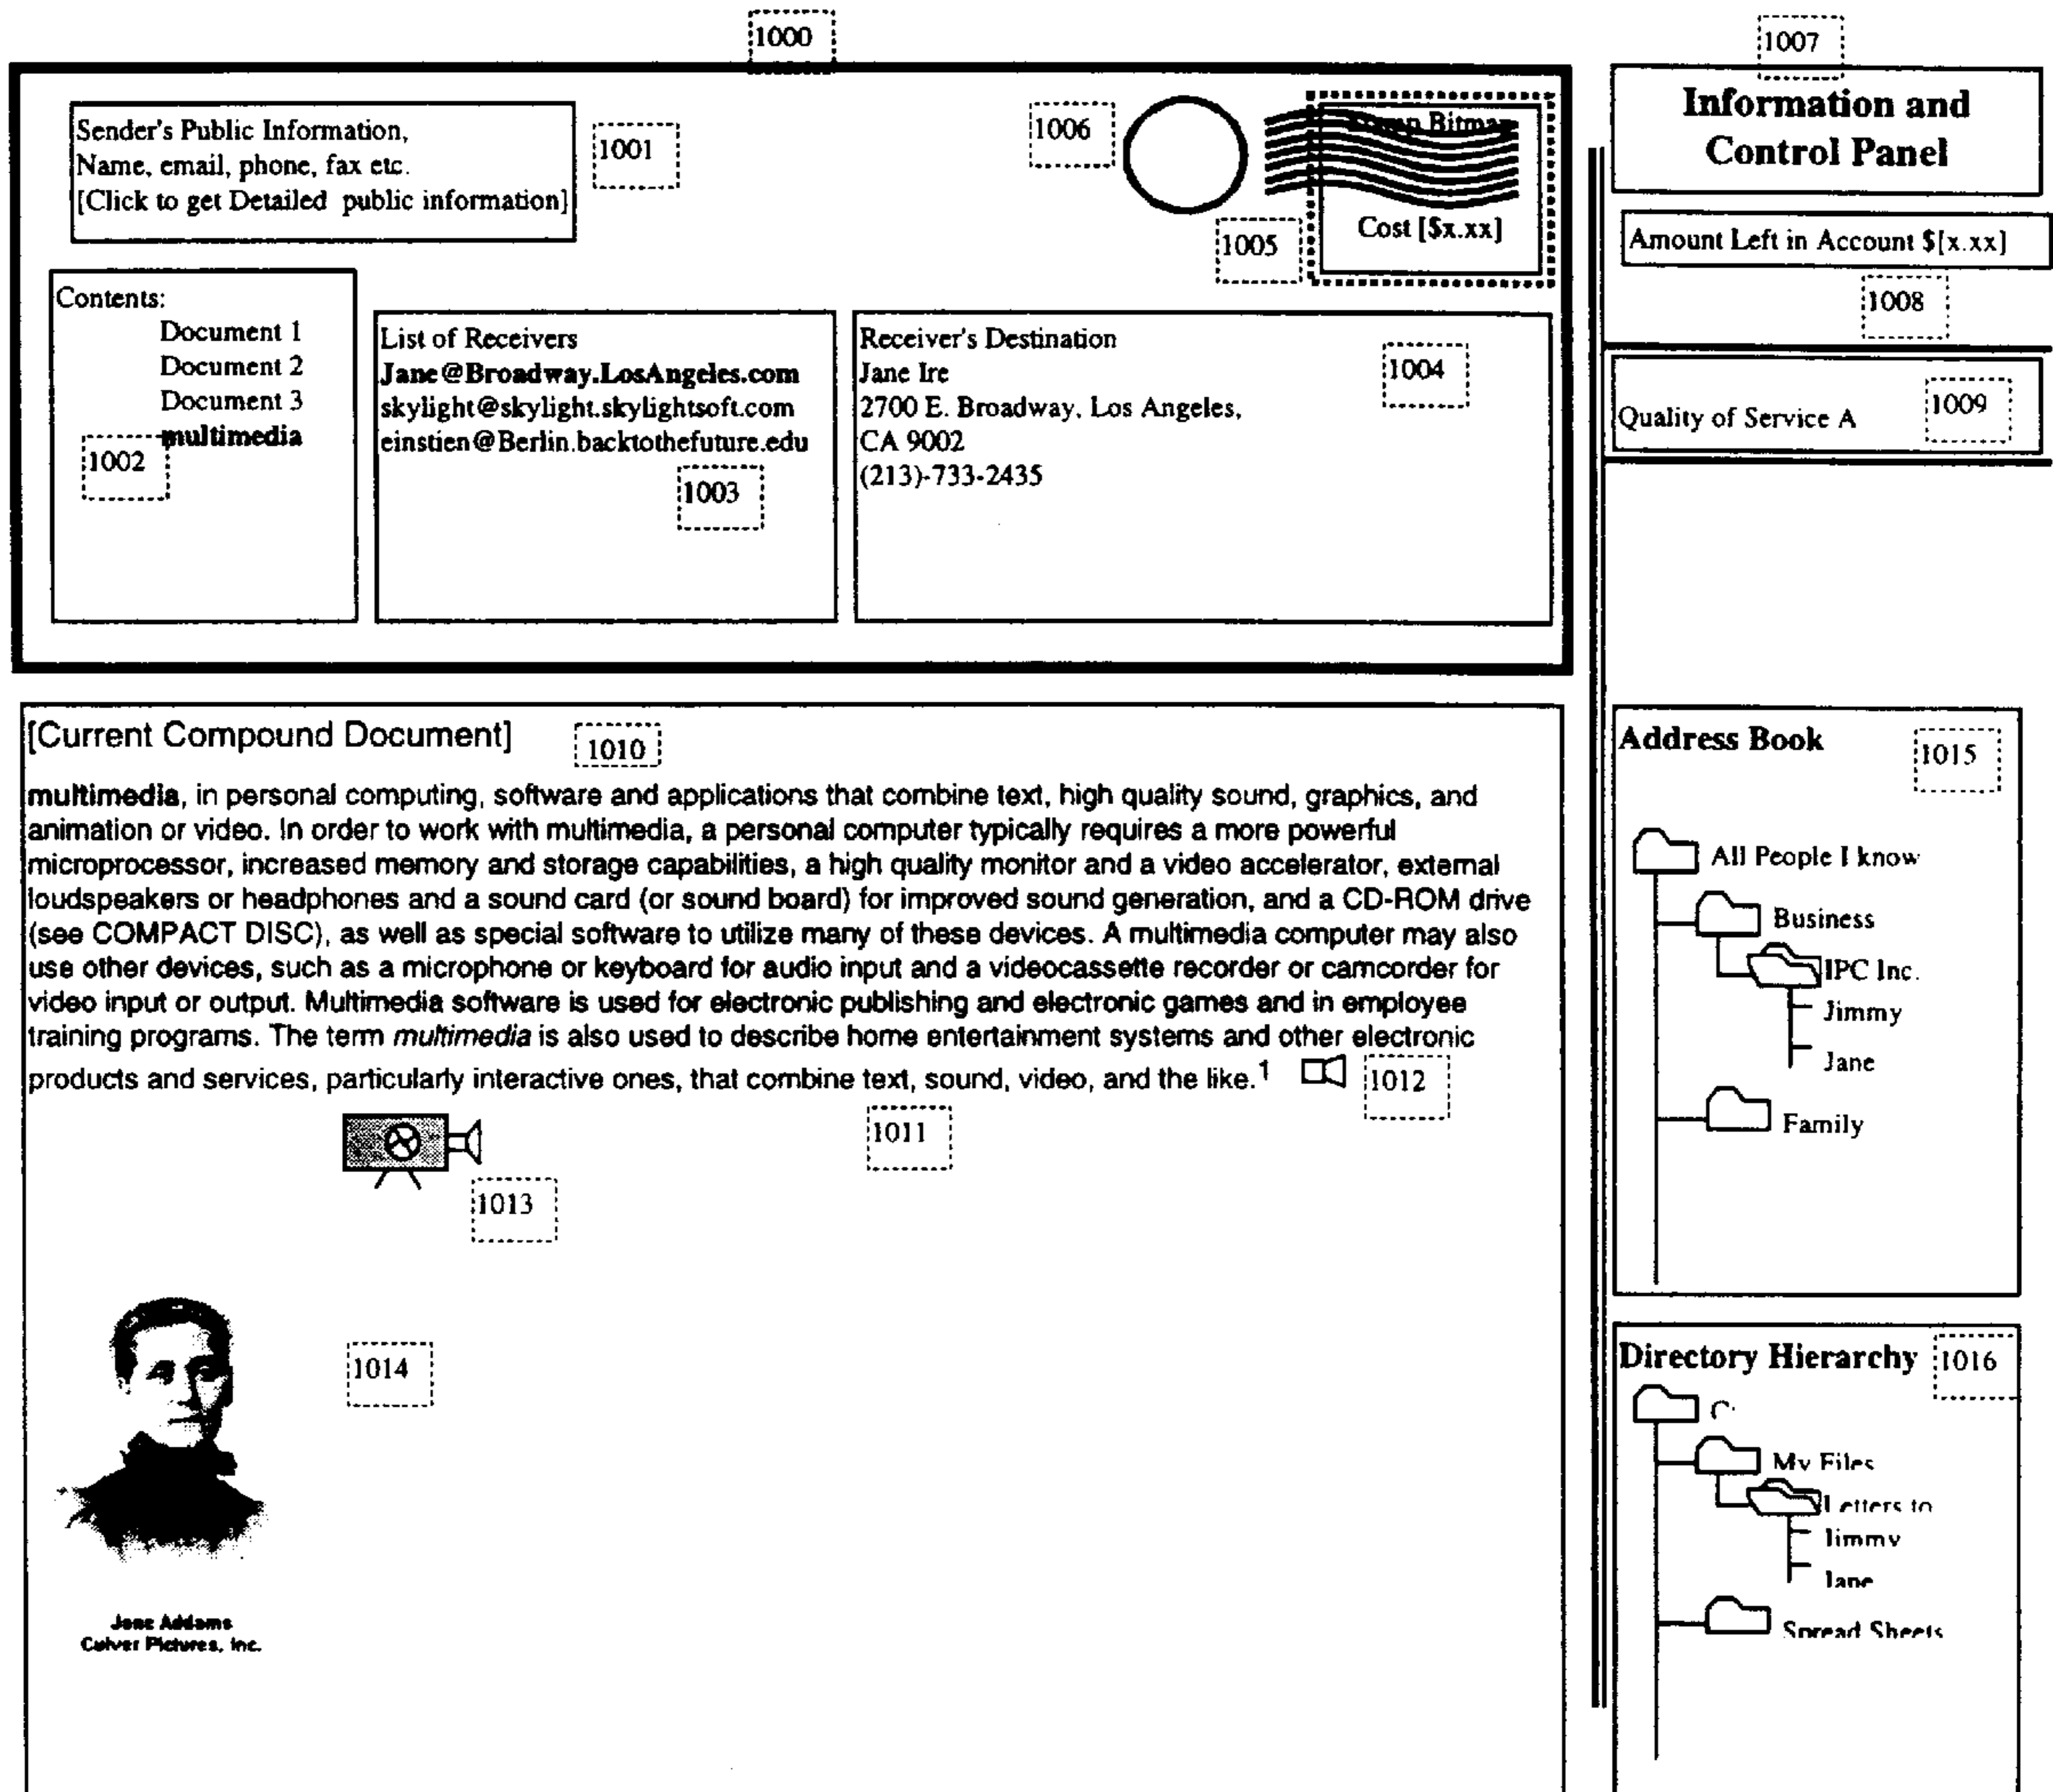 1000
1007
Sender's Public Information,
Name, email, phone, fax etc.
[Click to get Detailed public information]
1001
1006
Cost [$x.xx]
1005
Information and
Control Panel
Amount Left in Account $[x.xx]
1008
Contents:
Document 1
Document 2
Document 3
multimedia
1002
List of Receivers
Jane@Broadway.LosAngeles.com
skylight@skylight.skylightsoft.com
einstien@Berlin.backtothefuture.edu
1003
Receiver's Destination
Jane Ire
2700 E. Broadway, Los Angeles,
CA 9002
(213)-733-2435
1004
Quality of Service A
1009
[Current Compound Document]
1010
multimedia, in personal computing, software and applications that combine text, high quality sound, graphics, and
animation or video. In order to work with multimedia, a personal computer typically requires a more powerful
microprocessor, increased memory and storage capabilities, a high quality monitor and a video accelerator, external
loudspeakers or headphones and a sound card (or sound board) for improved sound generation, and a CD-ROM drive
(see COMPACT DISC), as well as special software to utilize many of these devices. A multimedia computer may also
use other devices, such as a microphone or keyboard for audio input and a videocassette recorder or camcorder for
video input or output. Multimedia software is used for electronic publishing and electronic games and in employee
training programs. The term multimedia is also used to describe home entertainment systems and other electronic
products and services, particularly interactive ones, that combine text, sound, video, and the like.1
1012
1011
1013
1014
Jane Addams
Culver Pictures, Inc.
Address Book
1015
All People I know
Business
IPC Inc.
Jimmy
Jane
Family
Directory Hierarchy
1016
My Files
Letters to
Jimmy
Jane
Spread Sheets